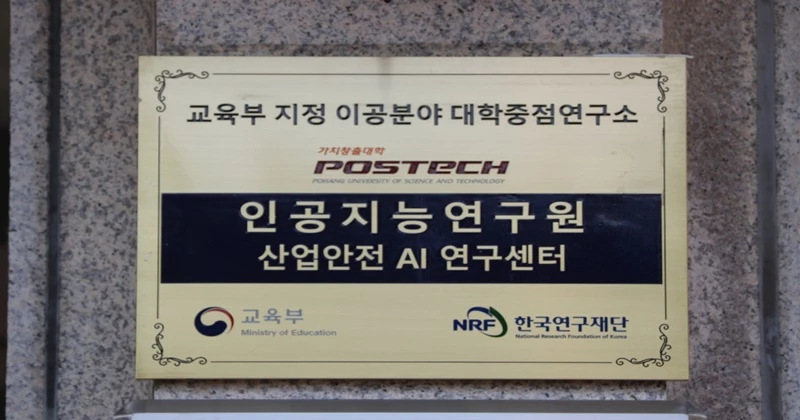 교육부 지정 이공분야 대학중점연구소
가치창출대학
POSTECH
POHANG UNIVERSITY OF SCIENCE AND TECHNOLOGY
인공지능연구원
산업안전 AI 연구센터
교육부
Ministry of Education
NRF 한국연구재단
National Research Foundation of Korea